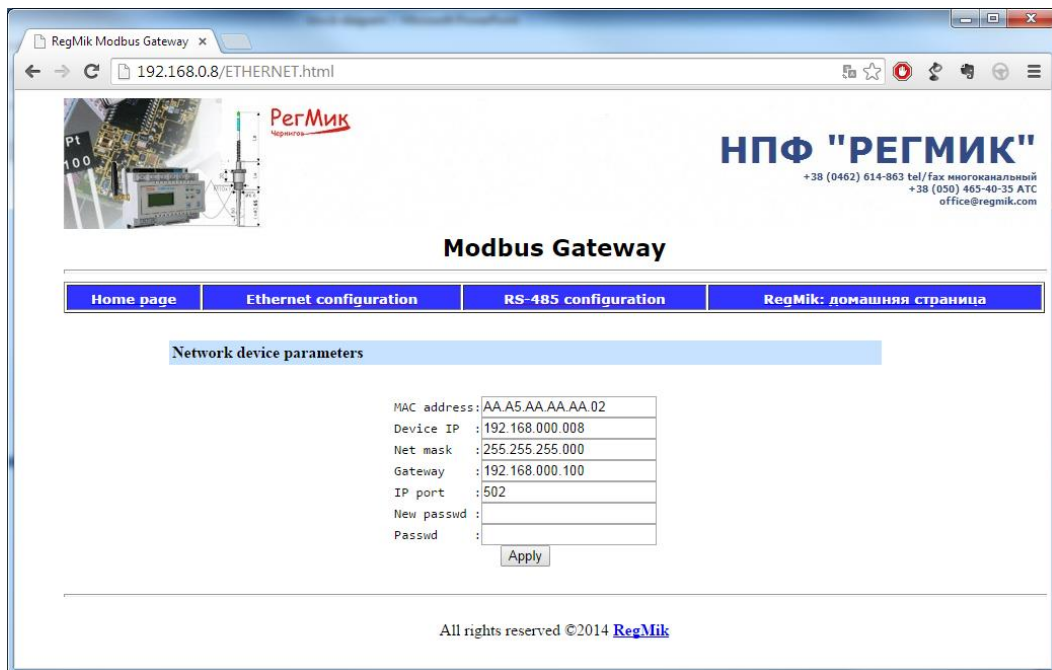 RegMik Modbus Gateway
192.168.0.8/ETHERNET.html
Pt
100
РегМик
Чернигов
НПФ "РЕГМИК"
+38 (0462) 614-863 tel/fax многоканальный
+38 (050) 465-40-35 АТС
office@regmik.com
Modbus Gateway
Home page
Ethernet configuration
RS-485 configuration
RegMik: домашняя страница
Network device parameters
MAC address:AA.A5.AA.AA.AA.02
Device IP :192.168.000.008
Net mask :255.255.255.000
Gateway :192.168.000.100
IP port :502
New passwd :
Passwd :
Apply
All rights reserved ©2014 RegMik